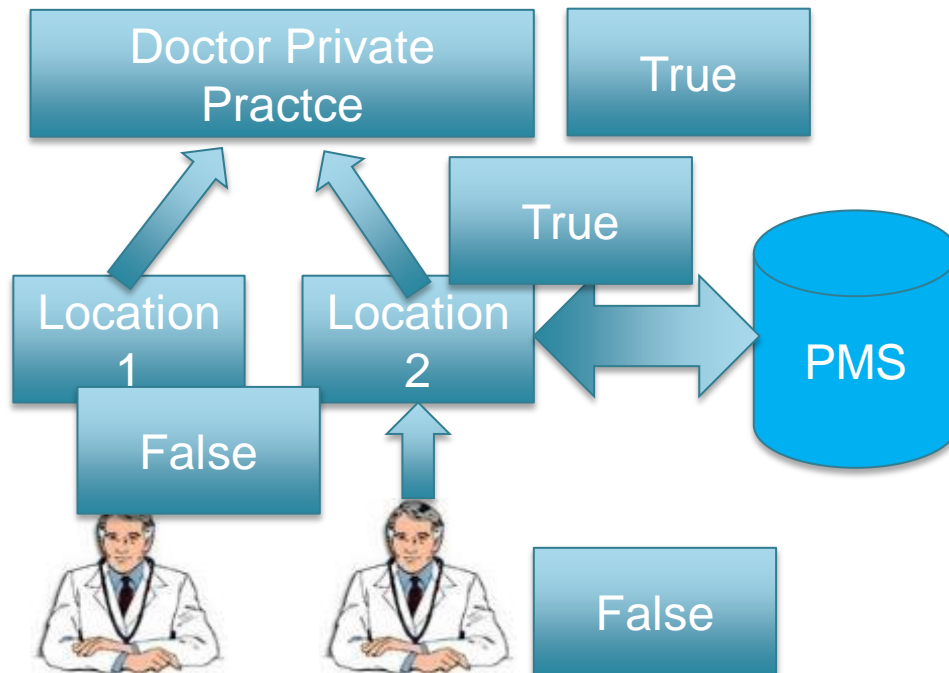 Doctor Private
Practce
True
True
Location
1
Location
2
PMS
False
False